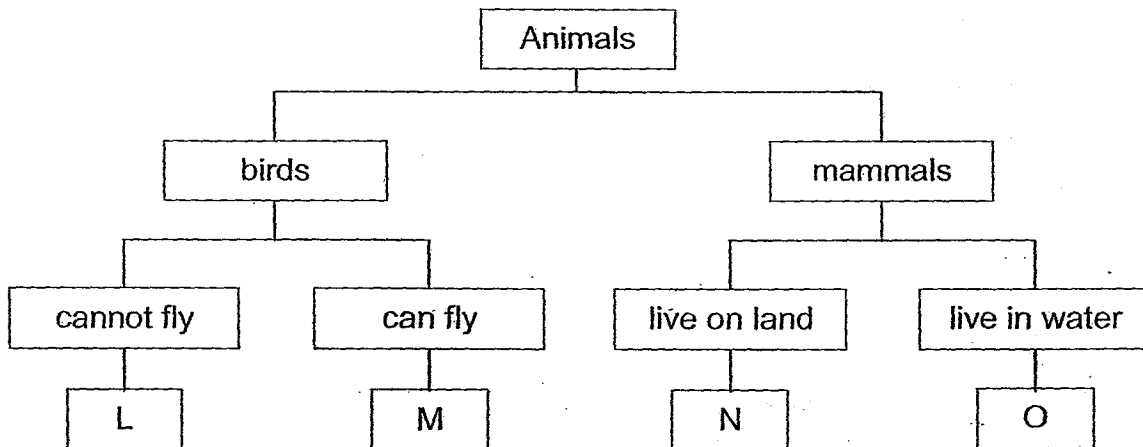 Animals
birds mammals
cannot fly can fly live on land live in water
L M N O